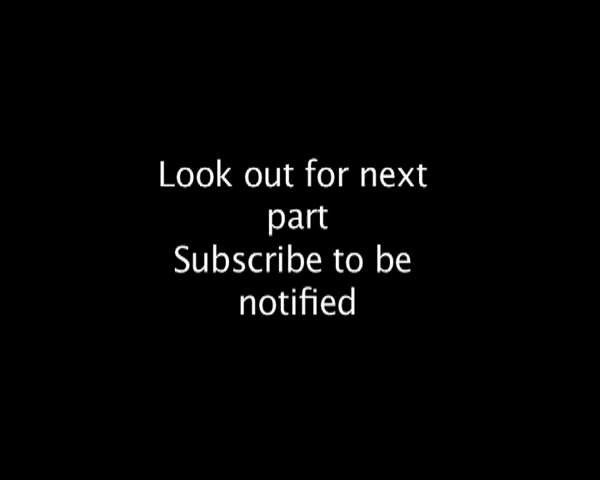 Look out for next
part
Subscribe to be
notified